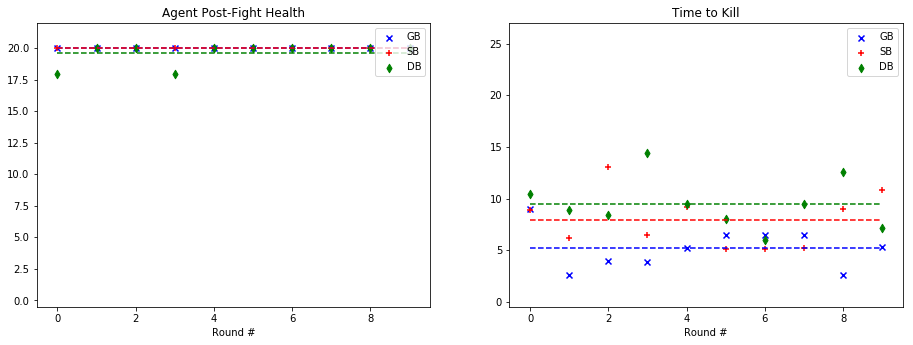 Agent Post-Fight Health
20.0
17.5
15.0
12.5
10.0
7.5
5.0
2.5
0.0
0 2 4 6 8
Round #
GB
SB
DB
Time to Kill
25
20
15
10
5
0
0 2 4 6 8
Round #
GB
SB
DB